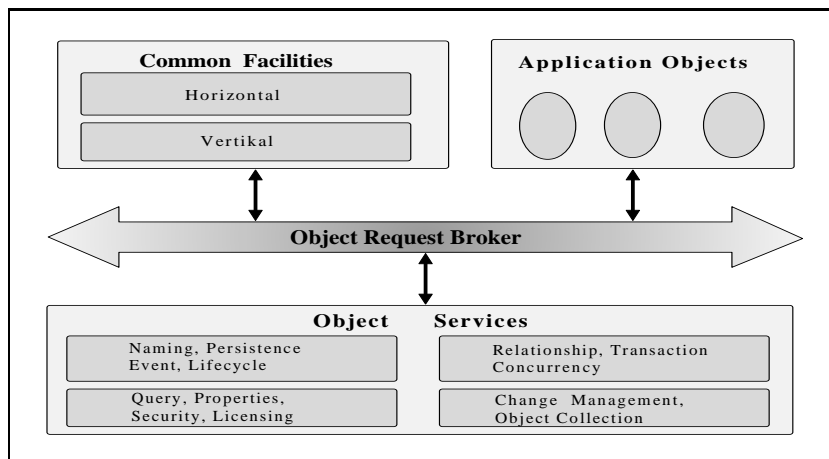 Common Facilities
Horizontal
Vertikal
Application Objects
Object Request Broker
Object Services
Naming, Persistence
Event, Lifecycle
Relationship, Transaction
Concurrency
Query, Properties,
Security, Licensing
Change Management,
Object Collection